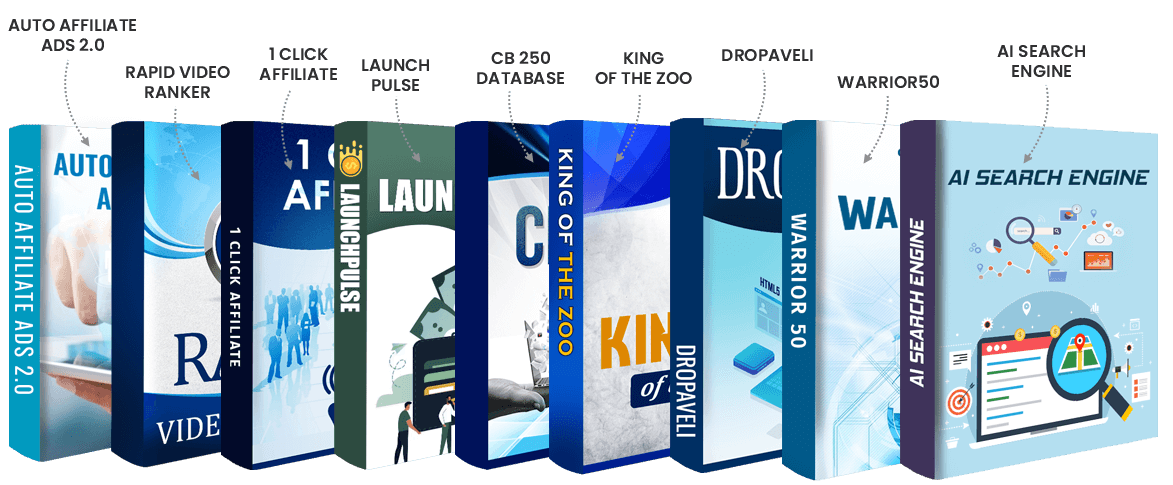 AUTO AFFILIATE
ADS 2.0
RAPID VIDEO
RANKER
1 CLICK
AFFILIATE
LAUNCH
PULSE
CB 250
DATABASE
KING
OF THE ZOO
DROPAVELI
WARRIOR50
AI SEARCH
ENGINE
AUTO AFFILIATE ADS 2.0
AUTO
A
RA
VIDE
1 CLICK AFFILIATE
1 C
AF
LAUNCHPULSE
LAUN
C
KING OF THE ZOO
KIN
of
DROPAVELI
DRO
HTML5
WARRIOR 50
WA
AI SEARCH ENGINE
AI SEARCH ENGINE